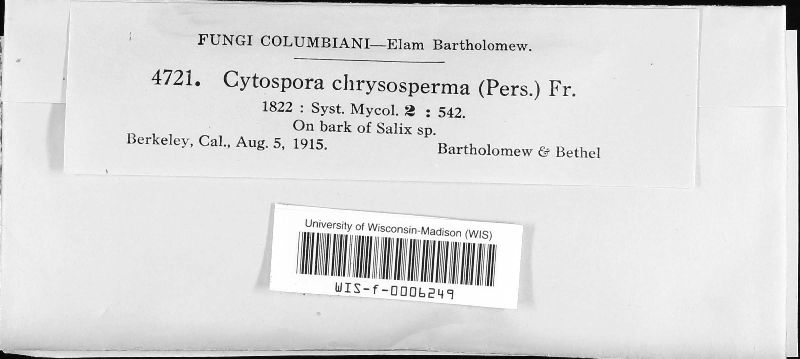 FUNGI COLUMBIANI—Elam Bartholomew.
4721. Cytospora chrysosperma (Pers.) Fr.
1822 : Syst. Mycol. 2 : 542.
On bark of Salix sp.
Berkeley, Cal., Aug. 5, 1915. Bartholomew & Bethel
University of Wisconsin-Madison (WIS)
WIS-f-0006249